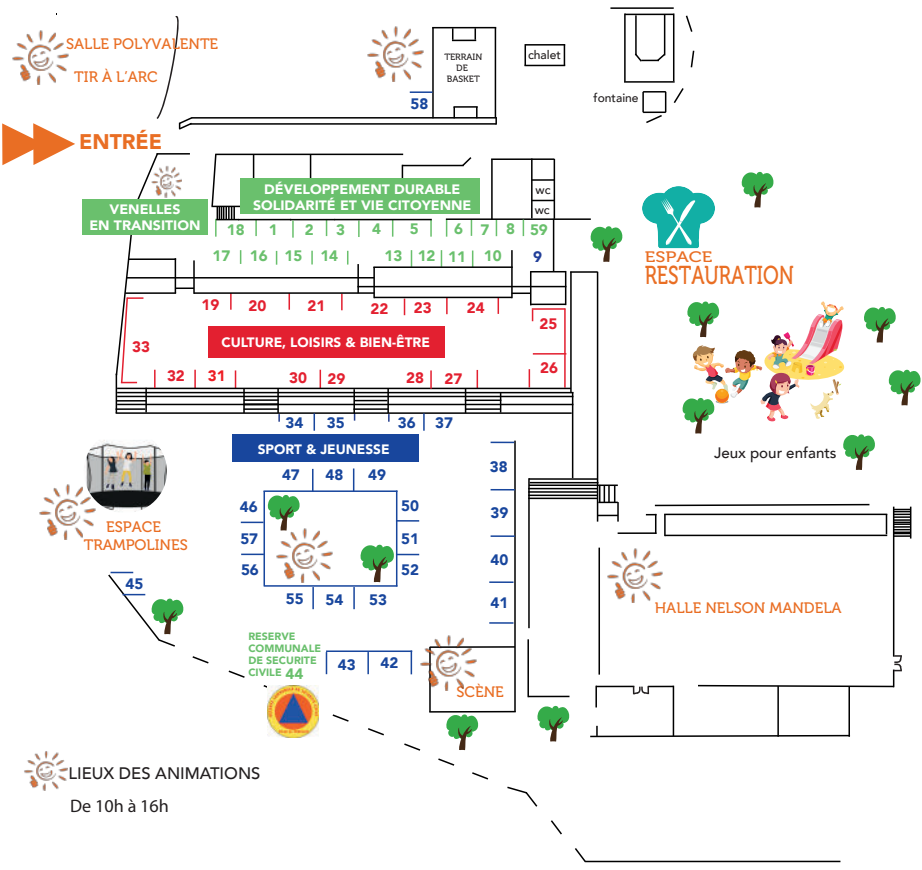 SALLE POLYVALENTE
TIR À L'ARC
TERRAIN
DE
BASKET
chalet
fontaine
58
ENTRÉE
wc
wc
DÉVELOPPEMENT DURABLE
SOLIDARITÉ ET VIE CITOYENNE
VENELLES
EN TRANSITION
18 1 2 3 4 5 6 7 8 59
17 16 15 14 13 12 11 10 9
ESPACE
RESTAURATION
19 20 21 22 23 24
25
CULTURE, LOISIRS & BIEN-ÊTRE
33
26
32 31 30 29 28 27
34 35 36 37
SPORT & JEUNESSE
Jeux pour enfants
38
47 48 49
46
50
39
57
51
56
52
40
55 54 53
41
ESPACE
TRAMPOLINES
45
HALLE NELSON MANDELA
RESERVE
COMMUNALE
DE SECURITE
CIVILE 44
43 42
SCÈNE
LIEUX DES ANIMATIONS
De 10h à 16h